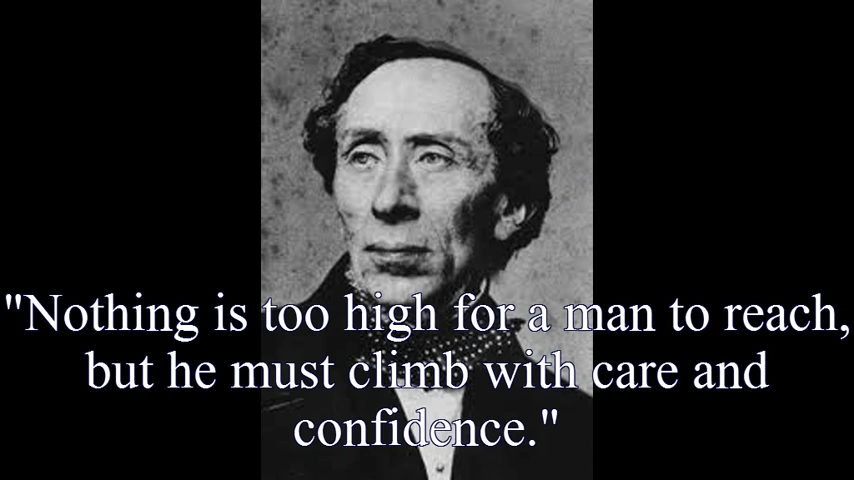 "Nothing is too high for a man to reach,
but he must climb with care and
confidence."